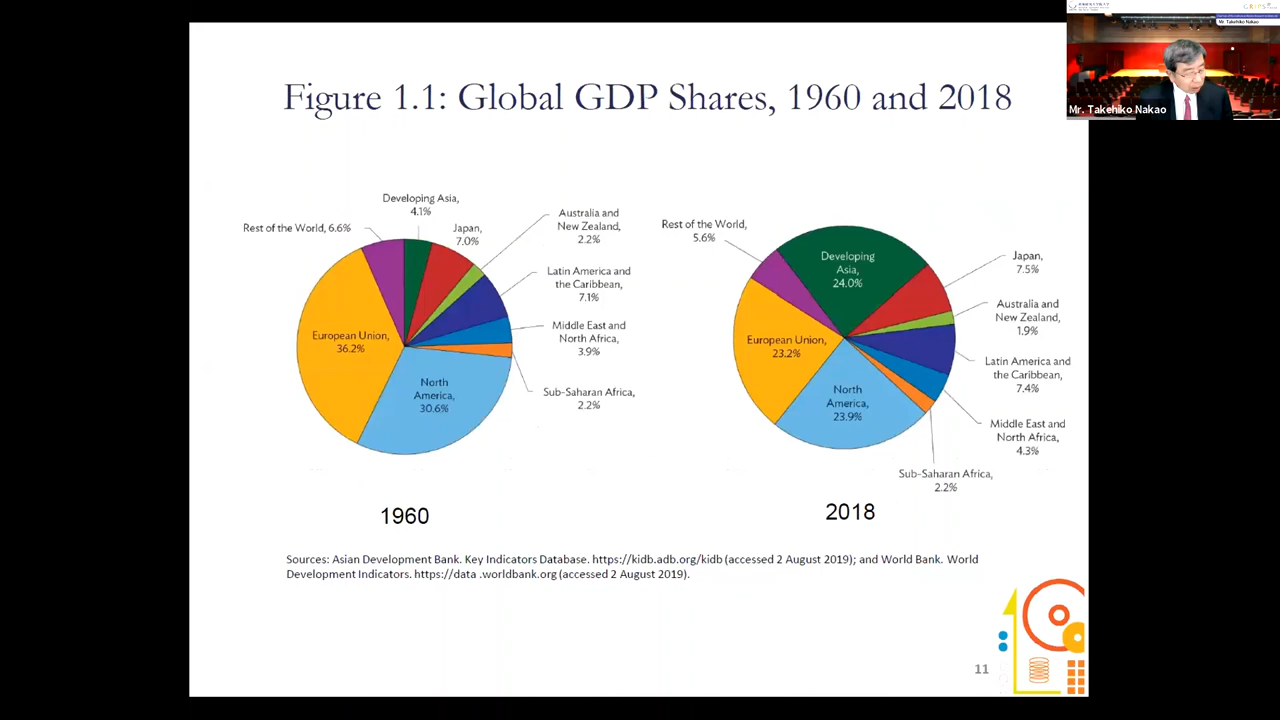 Figure 1.1: Global GDP Shares, 1960 and 2018
Developing Asia,
4.1%
Rest of the World, 6.6%
Japan,
7.0%
Australia and
New Zealand,
2.2%
Latin America and
the Caribbean,
7.1%
Middle East and
North Africa,
3.9%
Sub-Saharan Africa,
2.2%
North
America,
30.6%
European Union,
36.2%
1960
Rest of the World,
5.6%
Developing
Asia,
24.0%
Japan,
7.5%
Australia and
New Zealand,
1.9%
Latin America and
the Caribbean,
7.4%
Middle East and
North Africa,
4.3%
Sub-Saharan Africa,
2.2%
North
America,
23.9%
European Union,
23.2%
2018
Sources: Asian Development Bank. Key Indicators Database. https://kidb.adb.org/kidb (accessed 2 August 2019); and World Bank. World
Development Indicators. https://data .worldbank.org (accessed 2 August 2019).
11
GRIPS
Mr. Takehiko Nakao
Mr. Takehiko Nakao